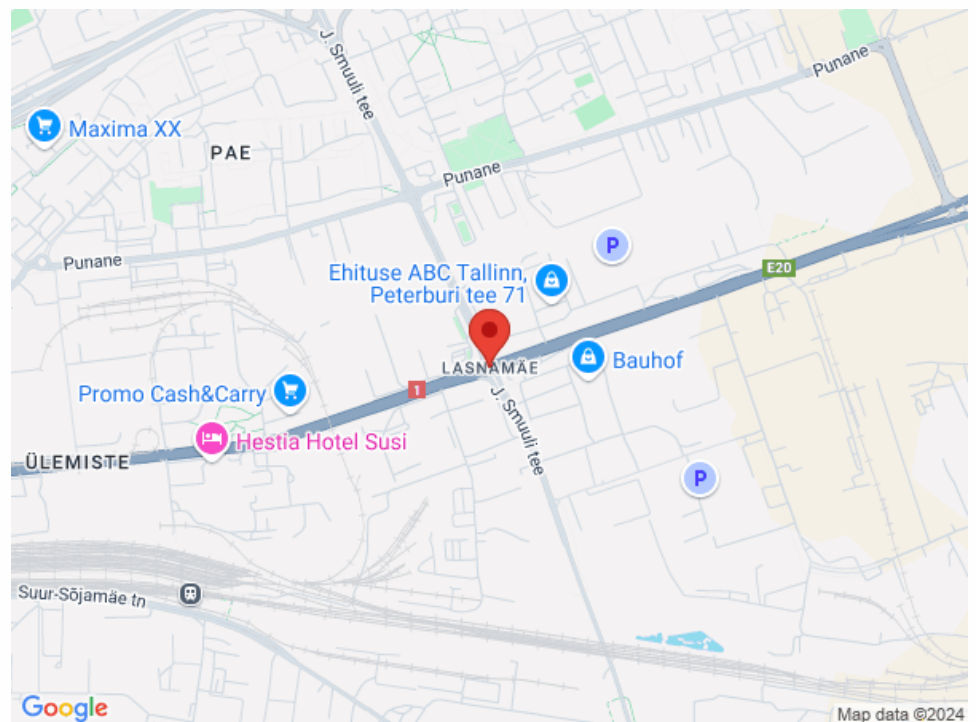 J. Smuuli tee
Punane
Maxima XX
PAE
Punane
Punane
Ehituse ABC Tallinn,
Peterburi tee 71
P
E20
LASNAMÄE
Bauhof
1
Promo Cash&Carry
J. Smuuli tee
Hestia Hotel Susi
ÜLEMISTE
P
Suur-Sõjamäe tn
Google
Map data ©2024